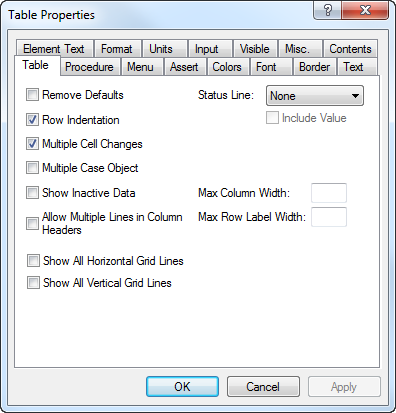 Table Properties
Element Text Format Units Input Visible Misc. Contents
Table Procedure Menu Assert Colors Font Border Text
Remove Defaults Status Line: None
Row Indentation Include Value
Multiple Cell Changes
Multiple Case Object
Show Inactive Data Max Column Width:
Allow Multiple Lines in Column Max Row Label Width:
Headers
Show All Horizontal Grid Lines
Show All Vertical Grid Lines
OK Cancel Apply